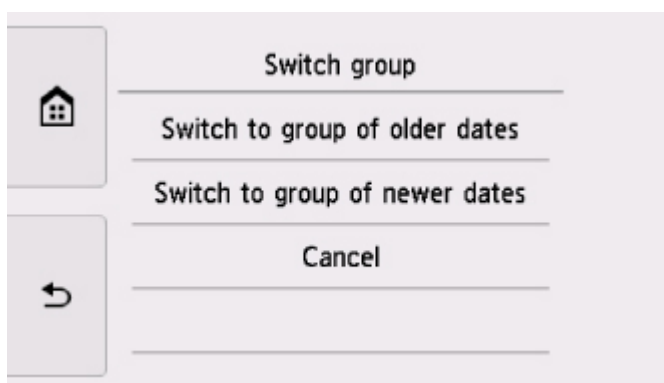 Switch group
Switch to group of older dates
Switch to group of newer dates
Cancel